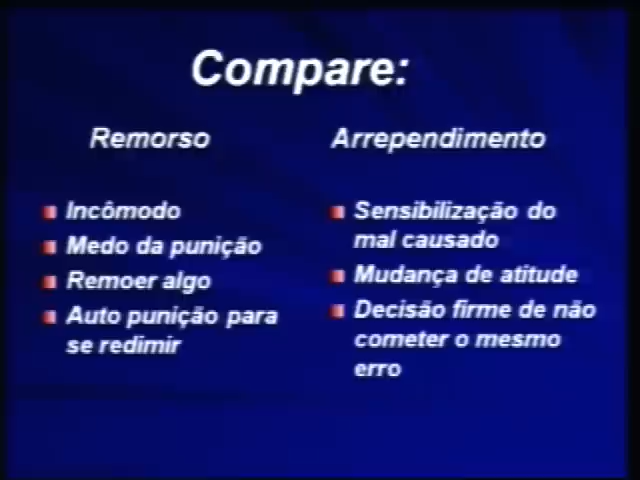 Compare:
Remorso
Incômodo
Medo da punição
Remoer algo
Auto punição para
se redimir
Arrependimento
Sensibilização do
mal causado
Mudança de atitude
Decisão firme de não
cometer o mesmo
erro